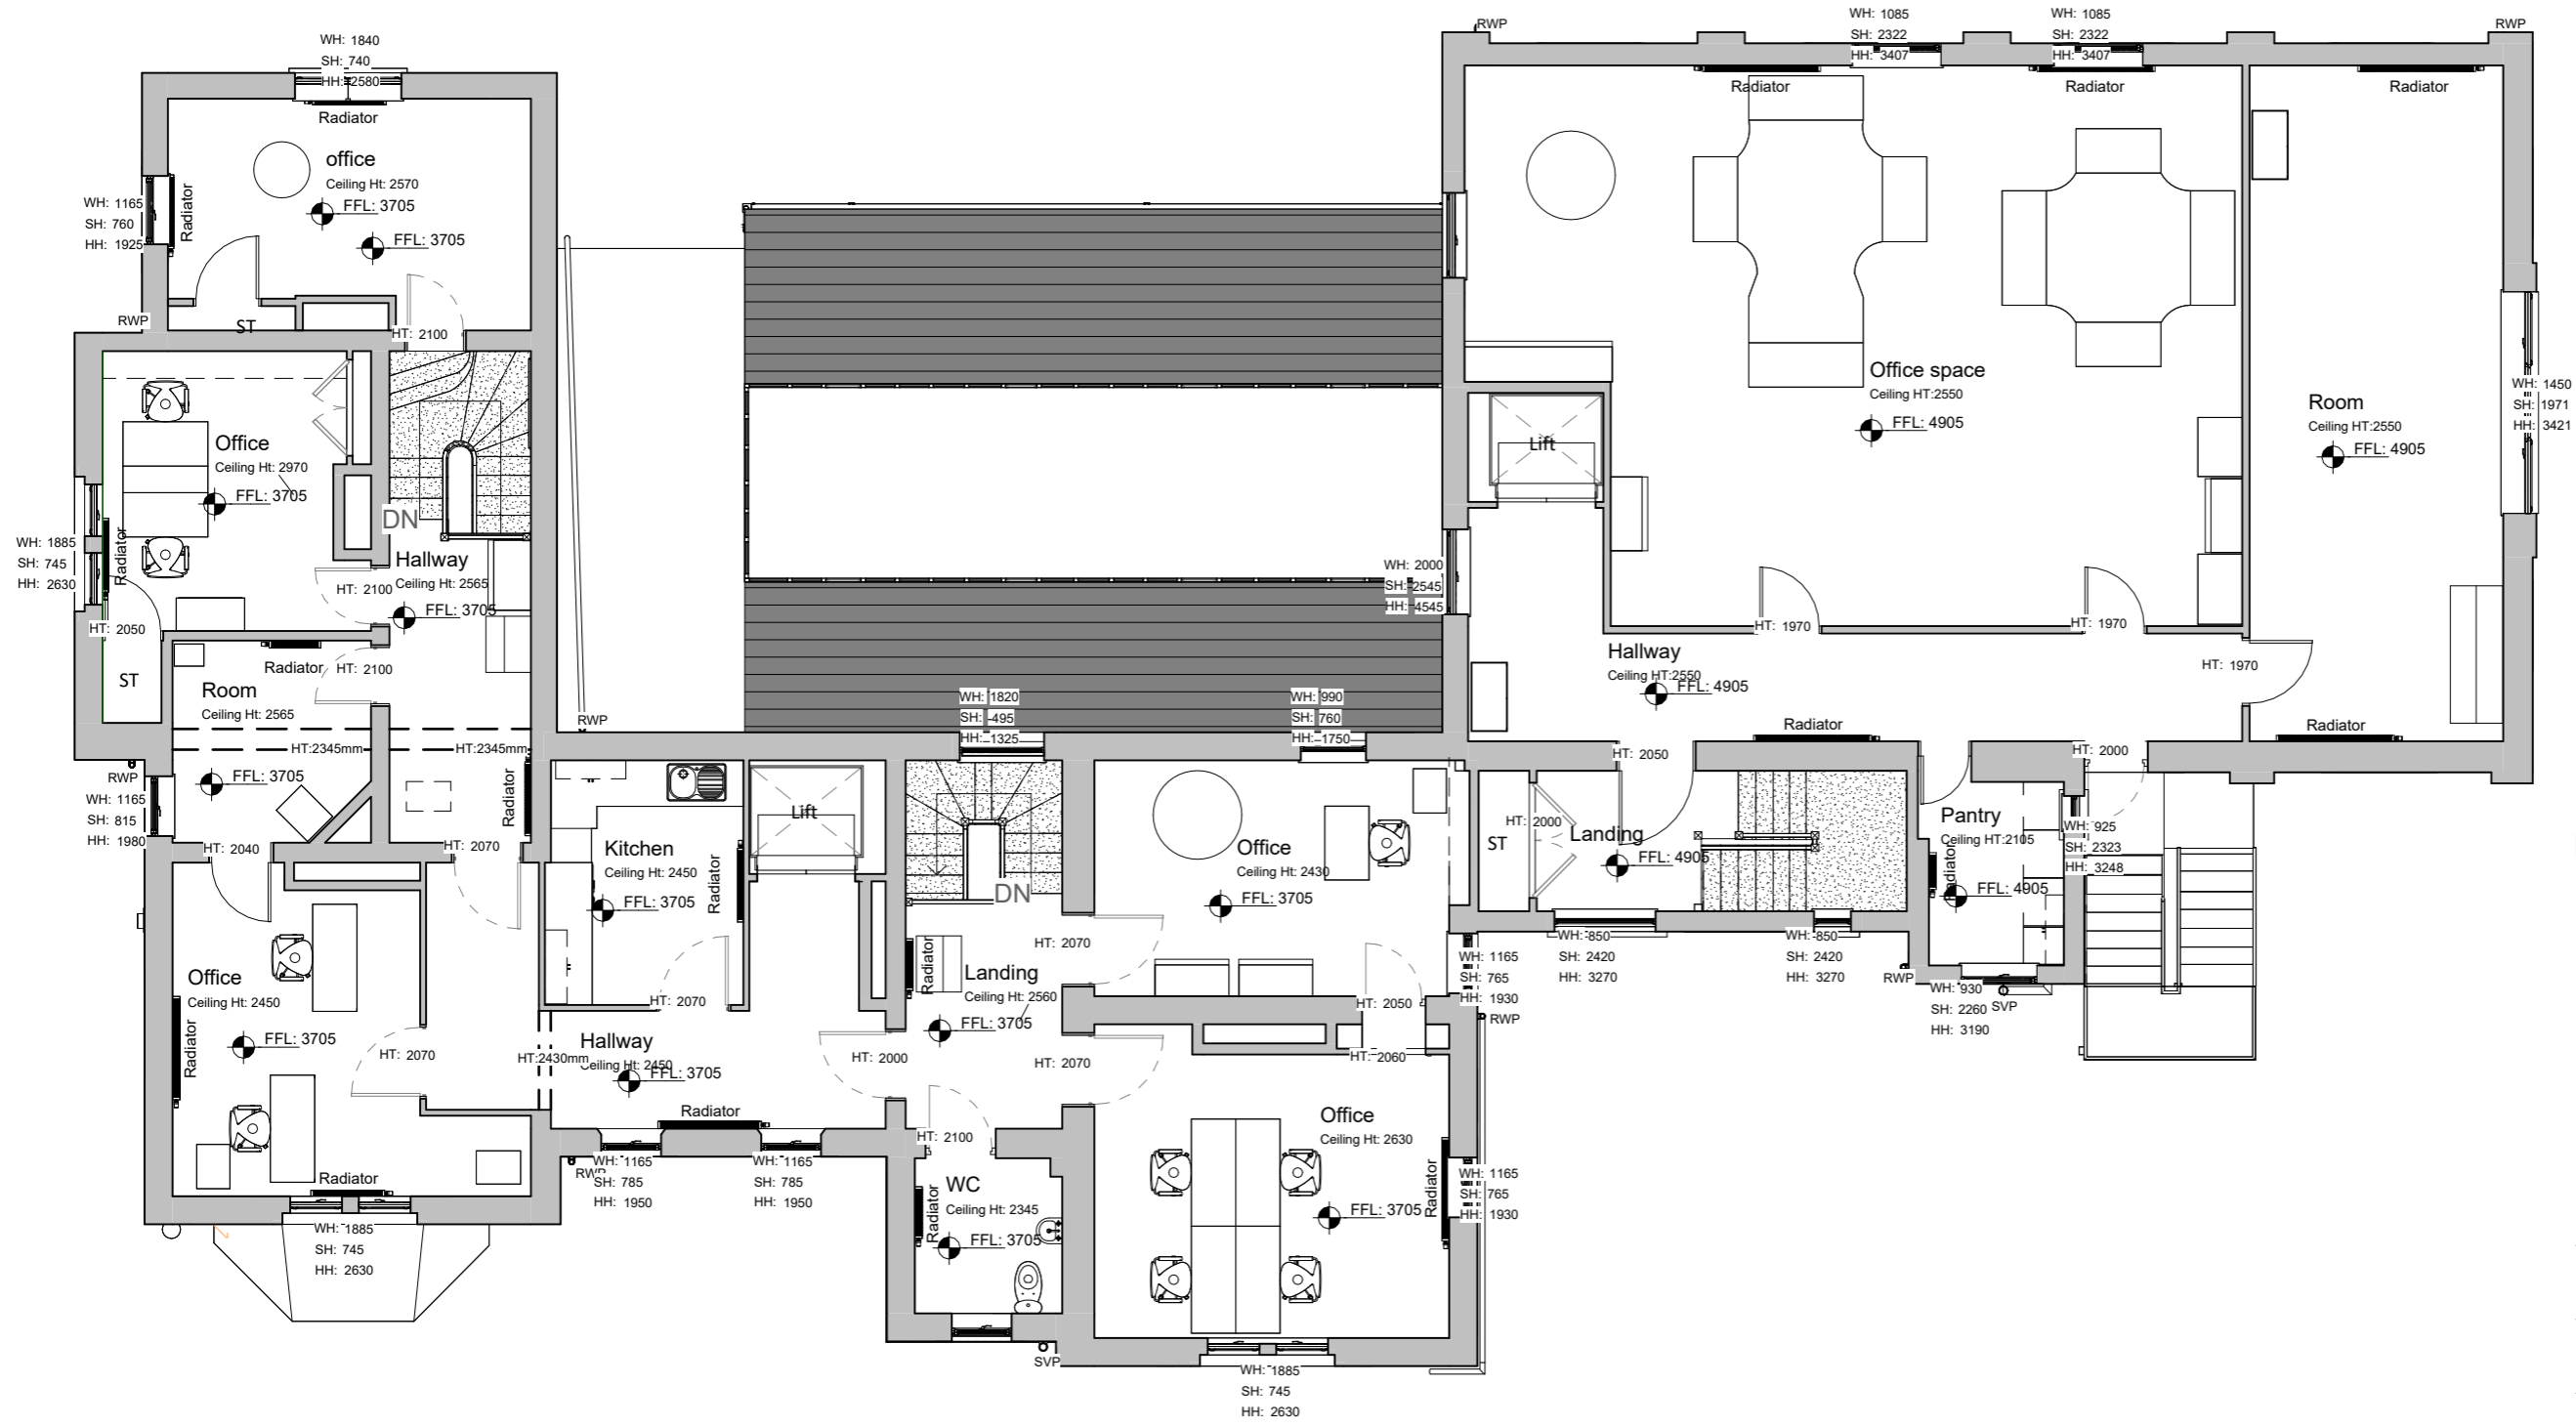 WH: 1840
SH: 740
HH: 2580
Radiator
office
Ceiling Ht: 2570
FFL: 3705
FFL: 3705
WH: 1165
SH: 760
HH: 1925
Radiator
RWP
ST
HT: 2100
Office
Ceiling Ht: 2970
FFL: 3705
DN
Radiator
WH: 1885
SH: 745
HH: 2630
Hallway
Ceiling Ht: 2565
FFL: 3705
HT: 2100
HT: 2050
ST
Radiator
HT: 2100
Room
Ceiling Ht: 2565
HT:2345mm
HT:2345mm
FFL: 3705
RWP
RWP
WH: 1165
SH: 815
HH: 1980
Radiator
HT: 2040
HT: 2070
Kitchen
Ceiling Ht: 2450
FFL: 3705
Radiator
Lift
HT: 2070
Office
Ceiling Ht: 2450
FFL: 3705
Radiator
HT: 2070
HT:2430mm
Hallway
Ceiling Ht: 2450
FFL: 3705
Radiator
Radiator
WH: 1885
SH: 745
HH: 2630
RWP
WH: 1165
SH: 785
HH: 1950
WH: 1165
SH: 785
HH: 1950
WH: 1820
SH: -495
HH: 1325
WH: 990
SH: 760
HH: 1750
DN
Radiator
Landing
Ceiling Ht: 2560
FFL: 3705
HT: 2070
HT: 2000
HT: 2070
HT: 2100
WC
Ceiling Ht: 2345
FFL: 3705
Radiator
SVP
Office
Ceiling Ht: 2430
FFL: 3705
HT: 2050
HT: 2060
WH: 1165
SH: 765
HH: 1930
RWP
Office
Ceiling Ht: 2630
FFL: 3705
Radiator
WH: 1165
SH: 765
HH: 1930
WH: 1885
SH: 745
HH: 2630
RWP
WH: 1085
SH: 2322
HH: 3407
WH: 1085
SH: 2322
HH: 3407
RWP
Radiator
Radiator
Radiator
Office space
Ceiling HT:2550
FFL: 4905
Room
Ceiling HT:2550
FFL: 4905
WH: 1450
SH: 1971
HH: 3421
Lift
WH: 2000
SH: 2545
HH: 4545
HT: 1970
HT: 1970
HT: 1970
Hallway
Ceiling HT:2550
FFL: 4905
Radiator
Radiator
HT: 2050
HT: 2000
ST
HT: 2000
Landing
FFL: 4905
Pantry
Ceiling HT:2105
FFL: 4905
Radiator
WH: 925
SH: 2323
HH: 3248
WH: 850
SH: 2420
HH: 3270
WH: 850
SH: 2420
HH: 3270
RWP
WH: 930
SH: 2260
HH: 3190
SVP